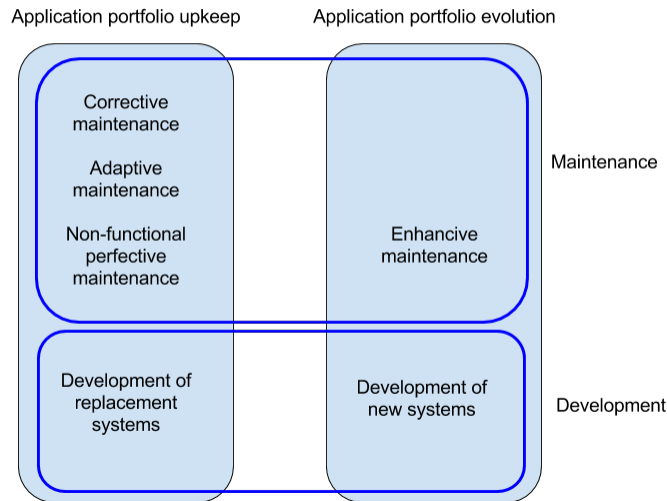 Application portfolio upkeep
Application portfolio evolution
Corrective
maintenance
Adaptive
maintenance
Non-functional
perfective
maintenance
Enhancive
maintenance
Maintenance
Development of
replacement
systems
Development of
new systems
Development